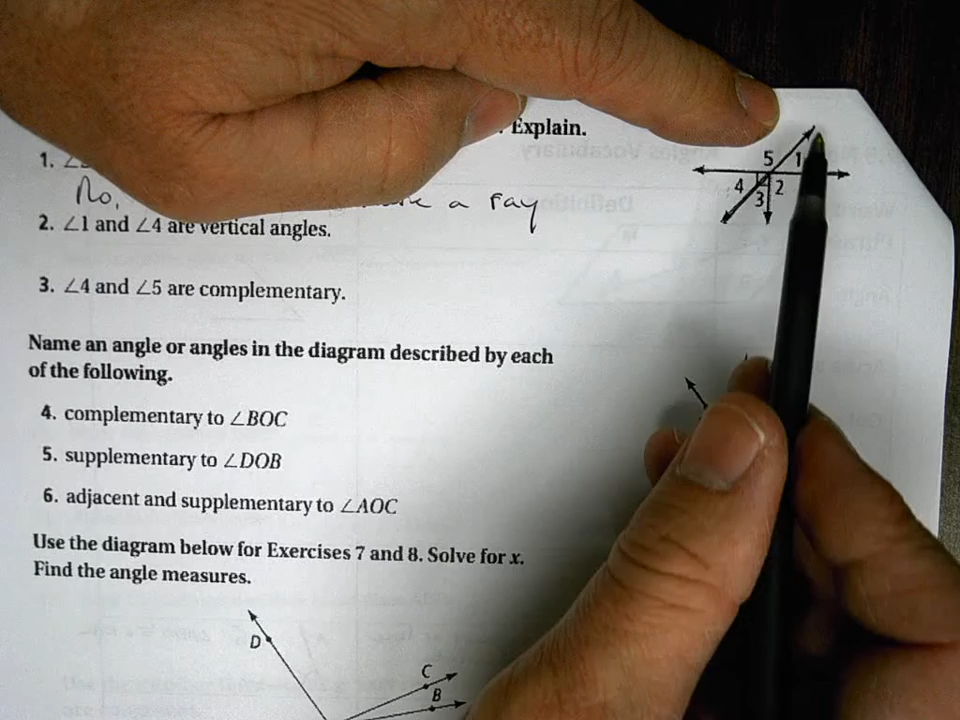 Explain.
5 1
1.
4 2
3
No, a ray
2. ∠1 and ∠4 are vertical angles.
3. ∠4 and ∠5 are complementary.
Name an angle or angles in the diagram described by each
of the following.
4. complementary to ∠BOC
5. supplementary to ∠DOB
6. adjacent and supplementary to ∠AOC
Use the diagram below for Exercises 7 and 8. Solve for x.
Find the angle measures.
D
C
B